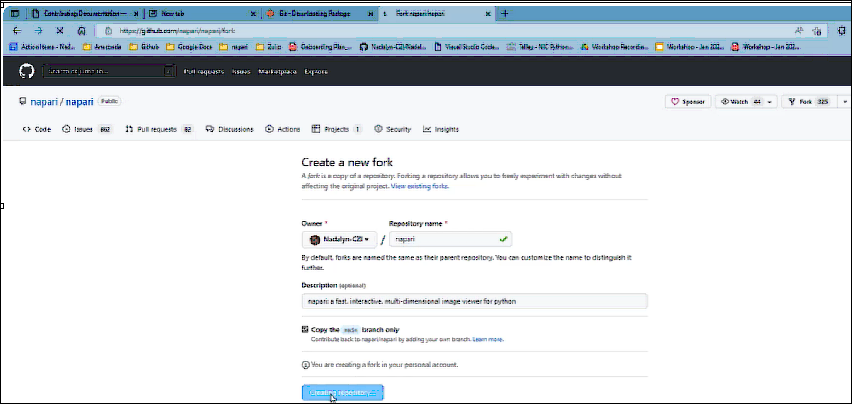 Contributing Documentation —
New tab
Git - Downloading Package
Fork napari/napari
https://github.com/napari/napari/fork
Action Items - Nad...
Anaconda
Github
Google Docs
napari
Zulip
Onboarding Plan_...
Nadalyn-CZI/Nadal...
Visual Studio Code...
Talley - NIC Python...
Workshop Recordin...
Workshop - Jan 202...
Workshop - Jan 202...
Search or jump to...
Pull requests
Issues
Marketplace
Explore
napari / napari
Public
Sponsor
Watch 44
Fork 325
Code
Issues 862
Pull requests 82
Discussions
Actions
Projects 1
Security
Insights
Create a new fork
A fork is a copy of a repository. Forking a repository allows you to freely experiment with changes without
affecting the original project. View existing forks.
Owner *
Repository name *
Nadalyn-CZI
/
napari
By default, forks are named the same as their parent repository. You can customize the name to distinguish it
further.
Description (optional)
napari: a fast, interactive, multi-dimensional image viewer for python
Copy the main branch only
Contribute back to napari/napari by adding your own branch. Learn more.
You are creating a fork in your personal account.
Creating repository...